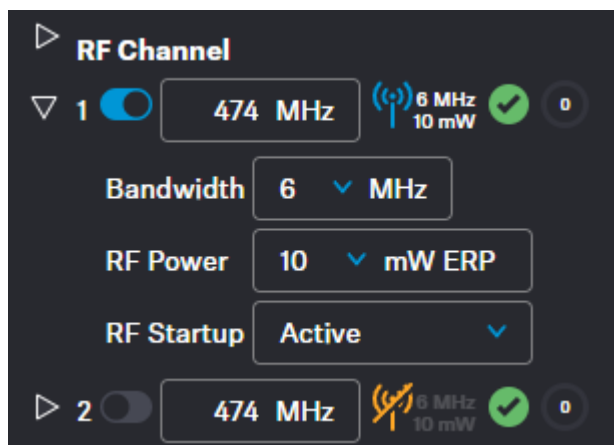 RF Channel
1 474 MHz 6 MHz 10 mW 0
Bandwidth 6 MHz
RF Power 10 mW ERP
RF Startup Active
2 474 MHz 6 MHz 10 mW 0